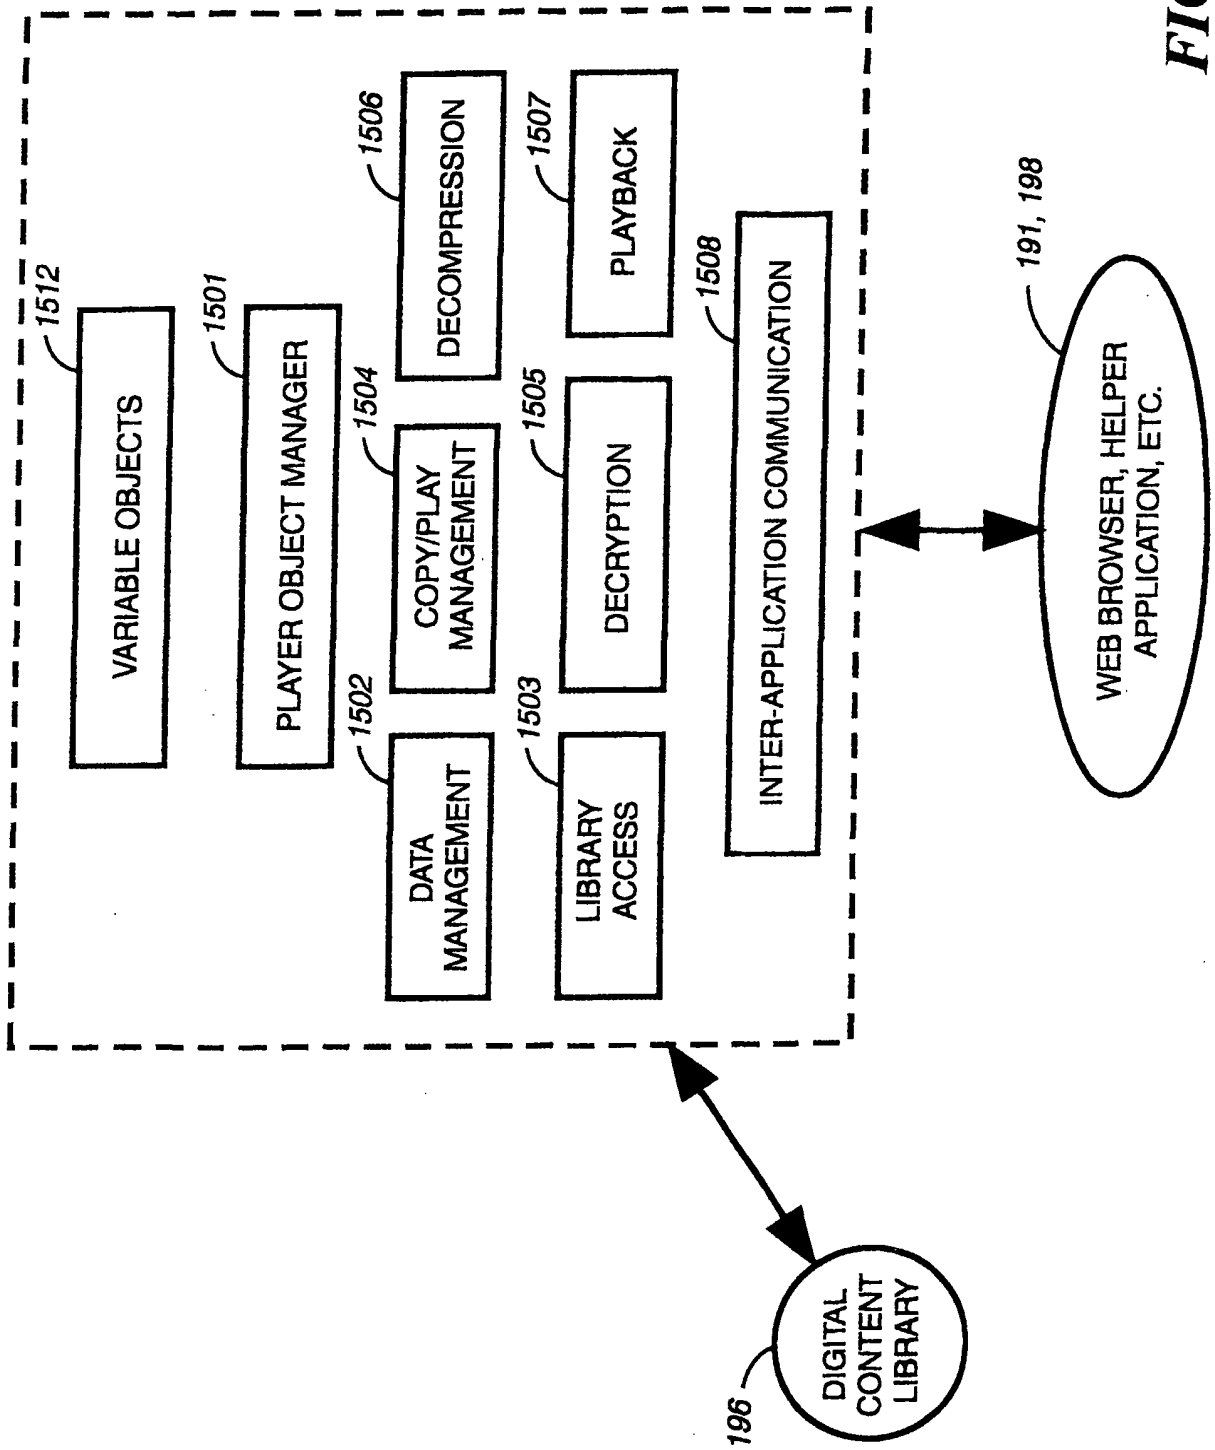 1512
VARIABLE OBJECTS
1501
PLAYER OBJECT MANAGER
1502
DATA
MANAGEMENT
1504
COPY/PLAY
MANAGEMENT
1506
DECOMPRESSION
1503
LIBRARY
ACCESS
1505
DECRYPTION
1507
PLAYBACK
1508
INTER-APPLICATION COMMUNICATION
196
DIGITAL
CONTENT
LIBRARY
191, 198
WEB BROWSER, HELPER
APPLICATION, ETC.